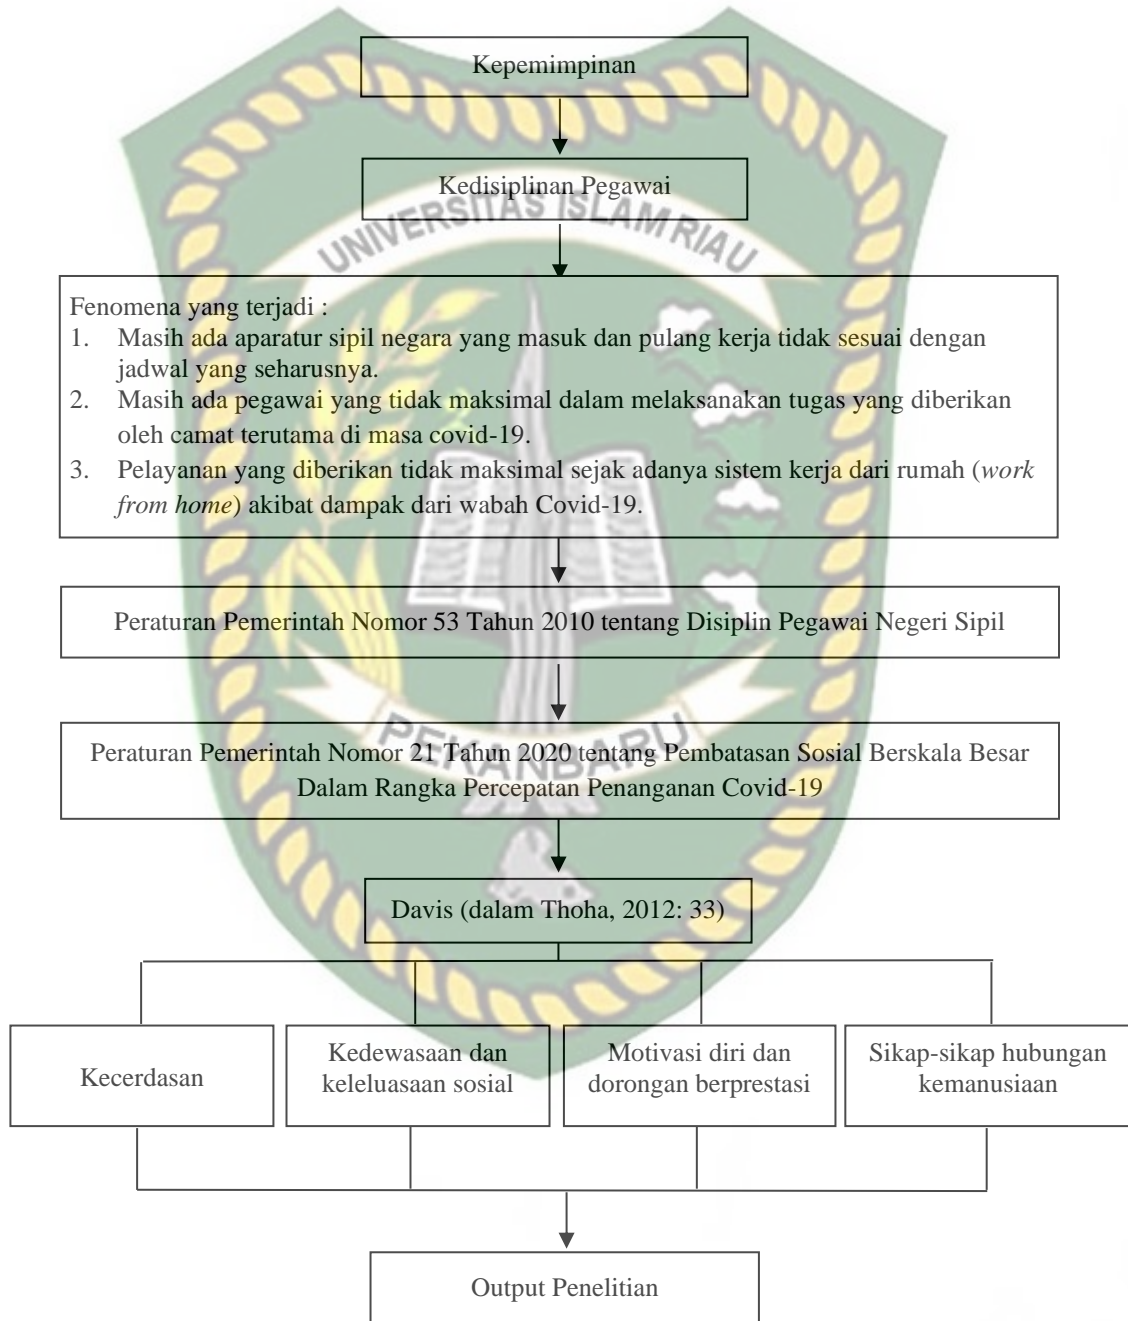 Kepemimpinan
Kedisiplinan Pegawai
UNIVERSITAS ISLAM RIAU
Fenomena yang terjadi :
1. Masih ada aparatur sipil negara yang masuk dan pulang kerja tidak sesuai dengan
jadwal yang seharusnya.
2. Masih ada pegawai yang tidak maksimal dalam melaksanakan tugas yang diberikan
oleh camat terutama di masa covid-19.
3. Pelayanan yang diberikan tidak maksimal sejak adanya sistem kerja dari rumah (work
from home) akibat dampak dari wabah Covid-19.
Peraturan Pemerintah Nomor 53 Tahun 2010 tentang Disiplin Pegawai Negeri Sipil
PEKANBARU
Peraturan Pemerintah Nomor 21 Tahun 2020 tentang Pembatasan Sosial Berskala Besar
Dalam Rangka Percepatan Penanganan Covid-19
Davis (dalam Thoha, 2012: 33)
Kecerdasan
Kedewasaan dan
keleluasaan sosial
Motivasi diri dan
dorongan berprestasi
Sikap-sikap hubungan
kemanusiaan
Output Penelitian